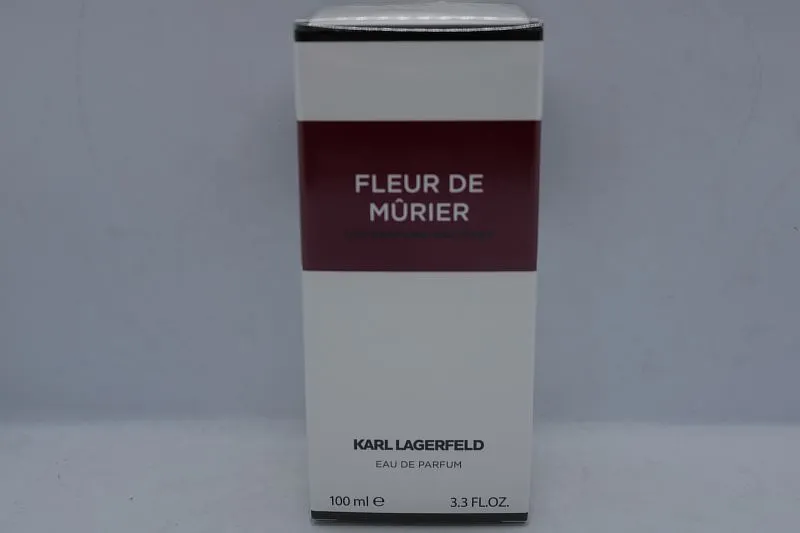 FLEUR DE
MÛRIER
KARL LAGERFELD
EAU DE PARFUM
100 ml ℮ 3.3 FL.OZ.